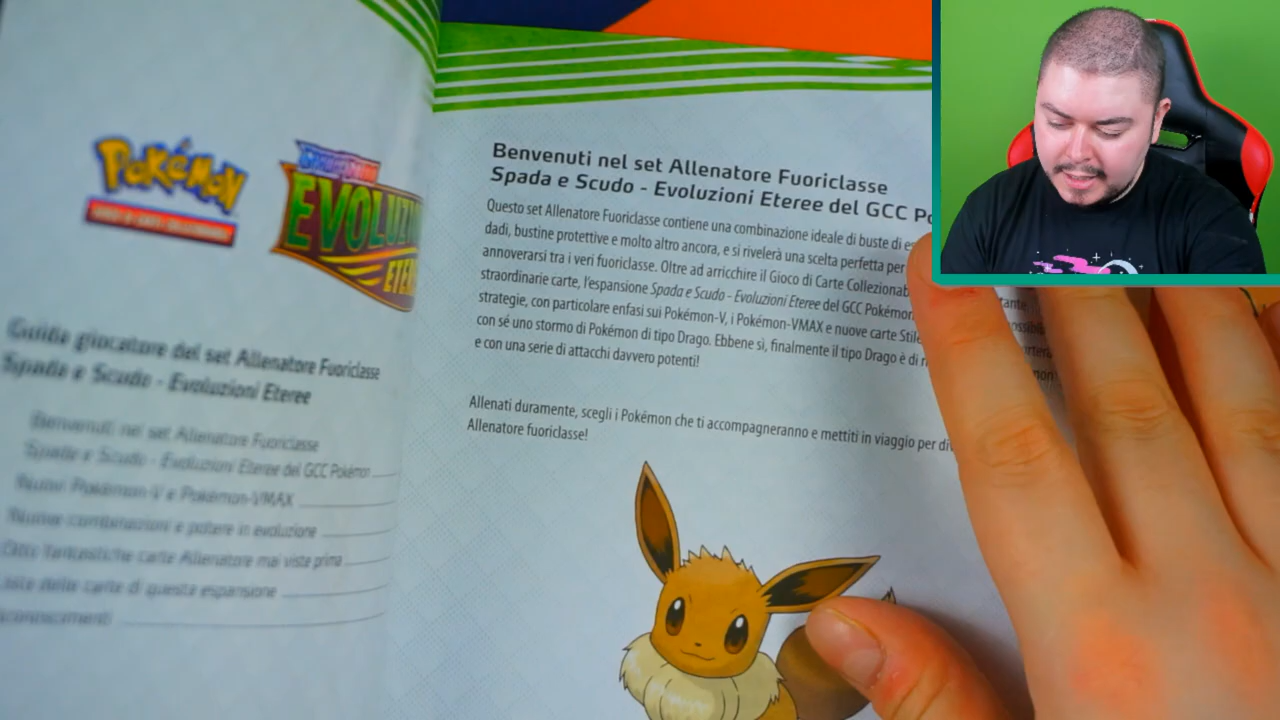 POKÉMON
EVOLUZI
ETER
Guida giocatore del set Allenatore Fuoriclasse
Spada e Scudo - Evoluzioni Eteree
Benvenuti nel set Allenatore Fuoriclasse
Spada e Scudo - Evoluzioni Eteree del GCC Pokémon
Nuovi Pokémon-V e Pokémon-VMAX
Nuove combinazioni e potere in evoluzione
Otto fantastiche carte Allenatore mai viste prima
Liste delle carte di questa espansione
Benvenuti nel set Allenatore Fuoriclasse
Spada e Scudo - Evoluzioni Eteree del GCC Po
Questo set Allenatore Fuoriclasse contiene una combinazione ideale di buste di es
dadi, bustine protettive e molto altro ancora, e si rivelerà una scelta perfetta per
annoverarsi tra i veri fuoriclasse. Oltre ad arricchire il Gioco di Carte Collezionab
straordinarie carte, l'espansione Spada e Scudo - Evoluzioni Eteree del GCC Pokémon
strategie, con particolare enfasi sui Pokémon-V, i Pokémon-VMAX e nuove carte Stile
con sé uno stormo di Pokémon di tipo Drago. Ebbene sì, finalmente il tipo Drago è di
e con una serie di attacchi davvero potenti!
Allenati duramente, scegli i Pokémon che ti accompagneranno e mettiti in viaggio per div
Allenatore fuoriclasse!